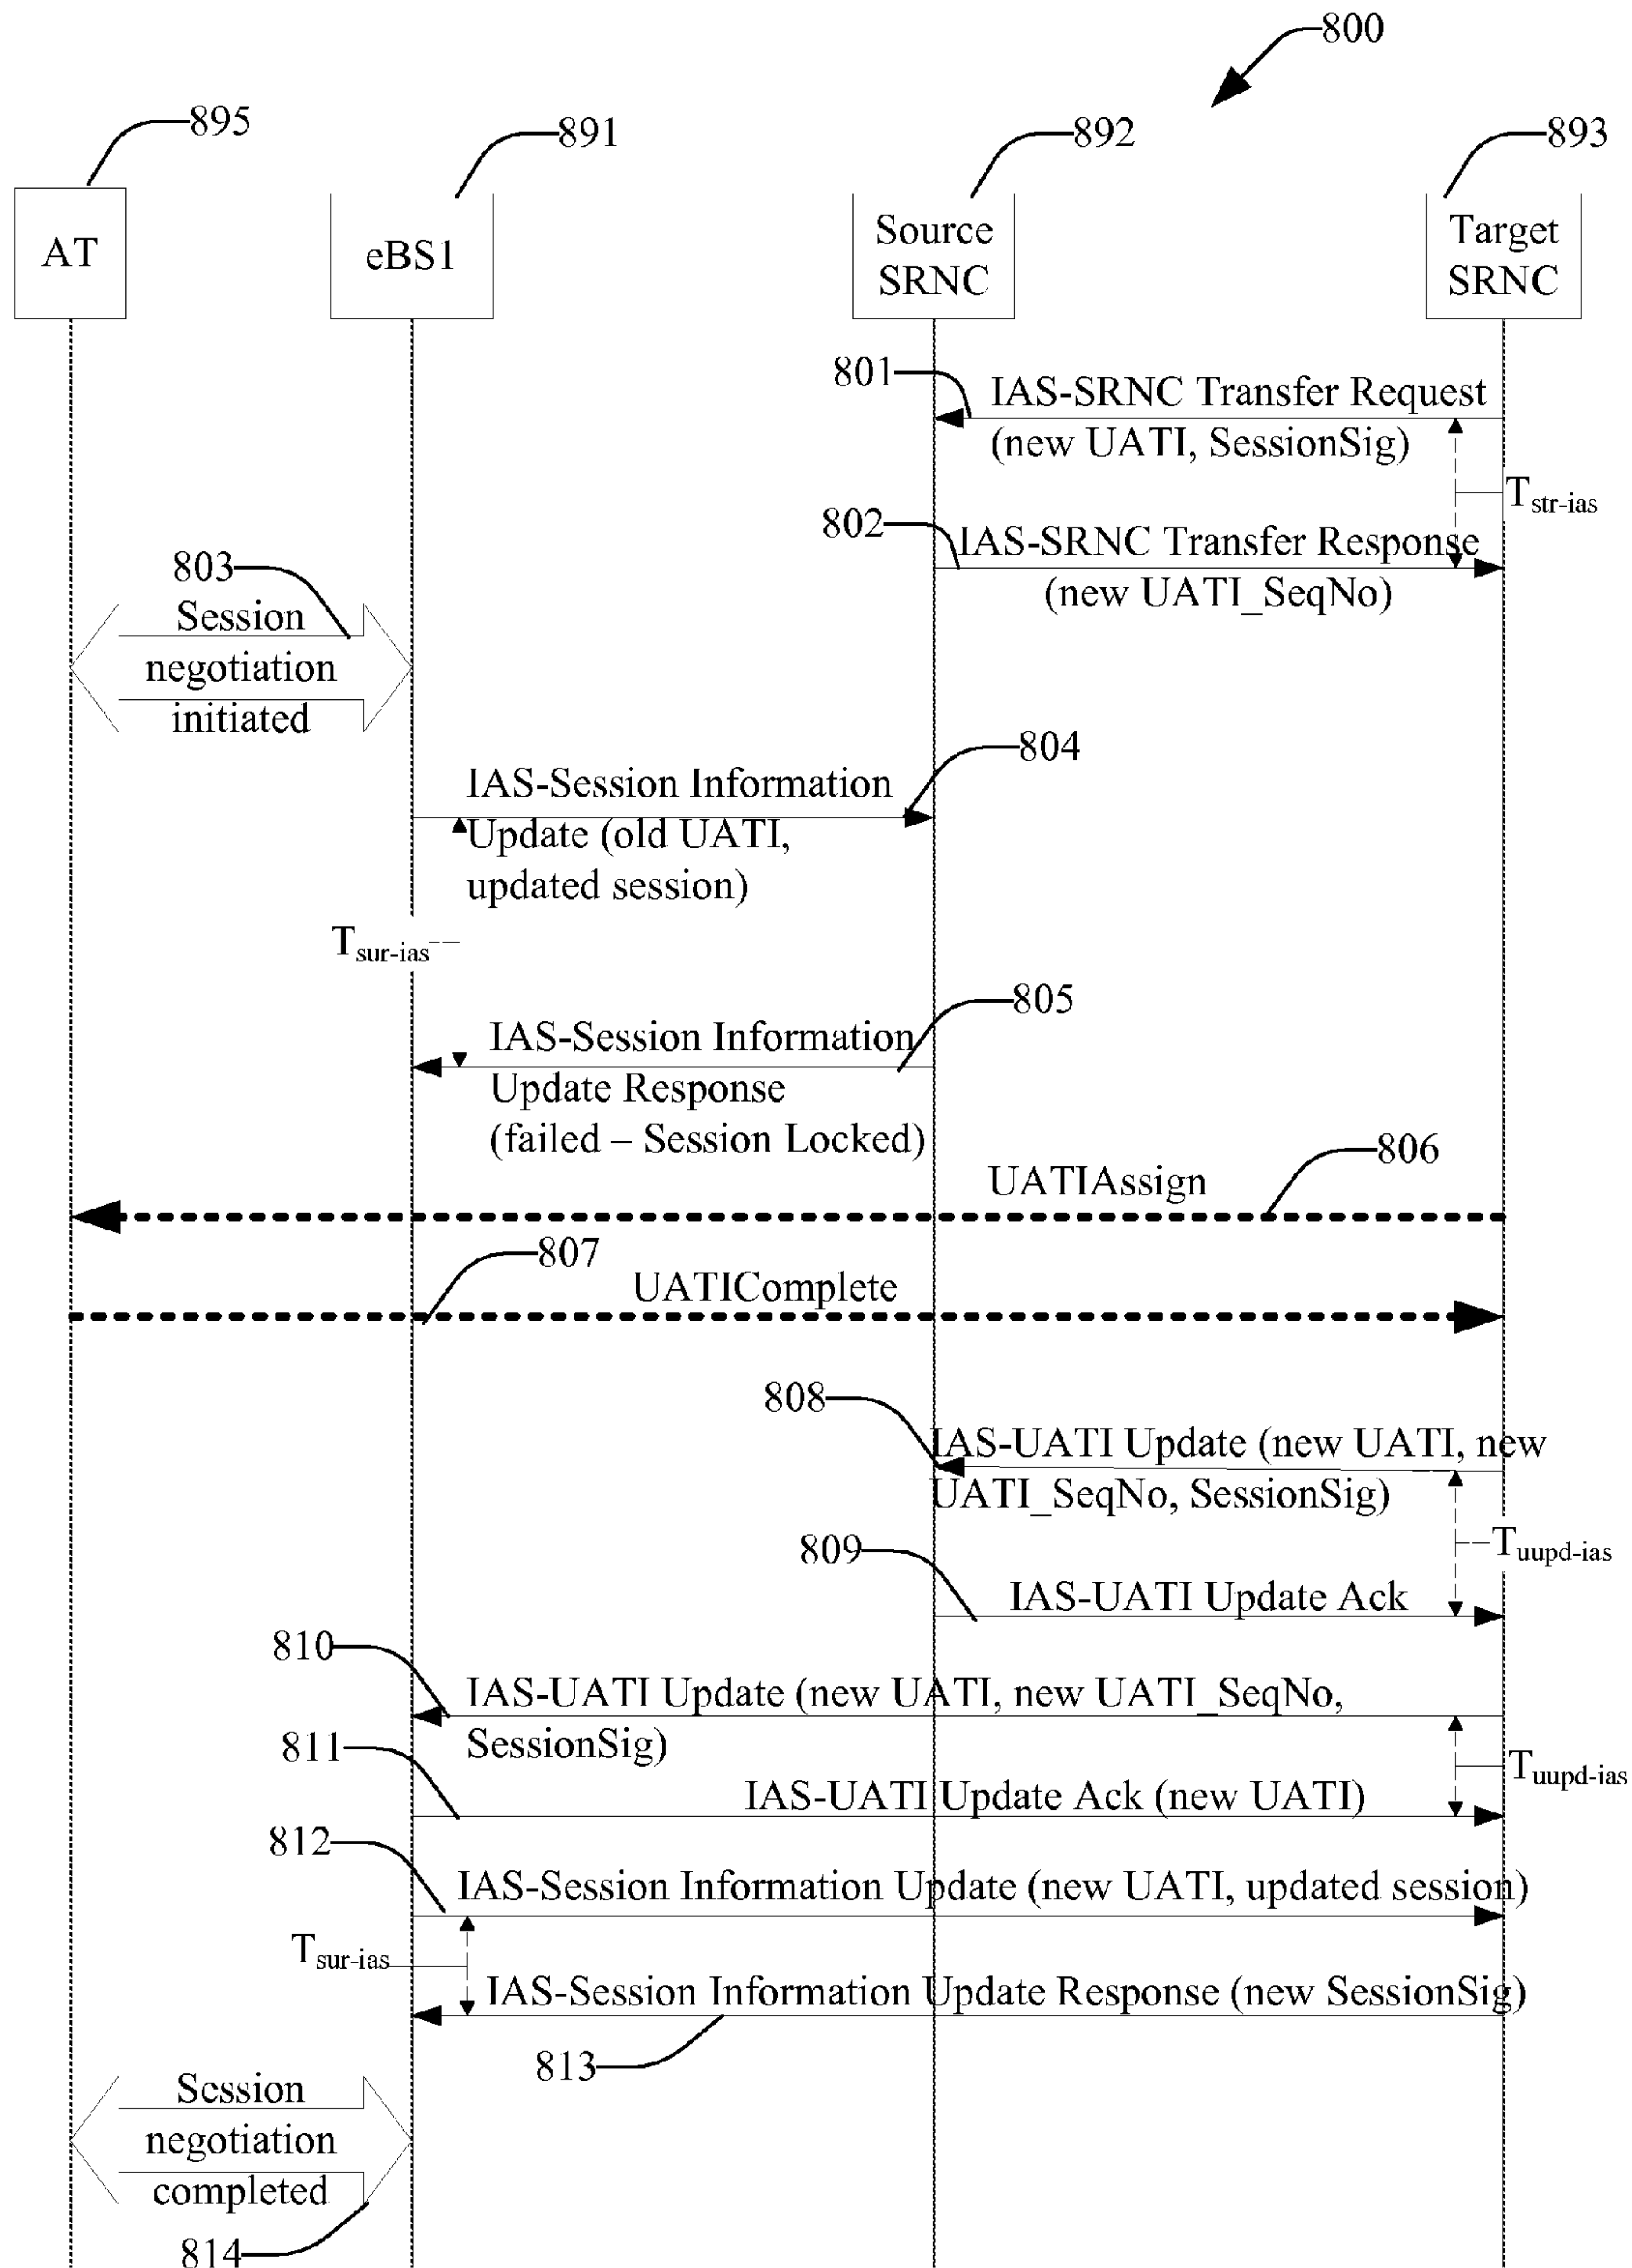 800
895
891
892
893
AT
eBS1
Source
SRNC
Target
SRNC
801
IAS-SRNC Transfer Request
(new UATI, SessionSig)
T str-ias
802
IAS-SRNC Transfer Response
(new UATI_SeqNo)
803
Session
negotiation
initiated
804
IAS-Session Information
Update (old UATI,
updated session)
T sur-ias
805
IAS-Session Information
Update Response
(failed – Session Locked)
806
UATIAssign
807
UATIComplete
808
IAS-UATI Update (new UATI, new
UATI_SeqNo, SessionSig)
T uupd-ias
809
IAS-UATI Update Ack
810
IAS-UATI Update (new UATI, new UATI_SeqNo,
SessionSig)
811
T uupd-ias
IAS-UATI Update Ack (new UATI)
812
IAS-Session Information Update (new UATI, updated session)
T sur-ias
IAS-Session Information Update Response (new SessionSig)
813
Session
negotiation
completed
814